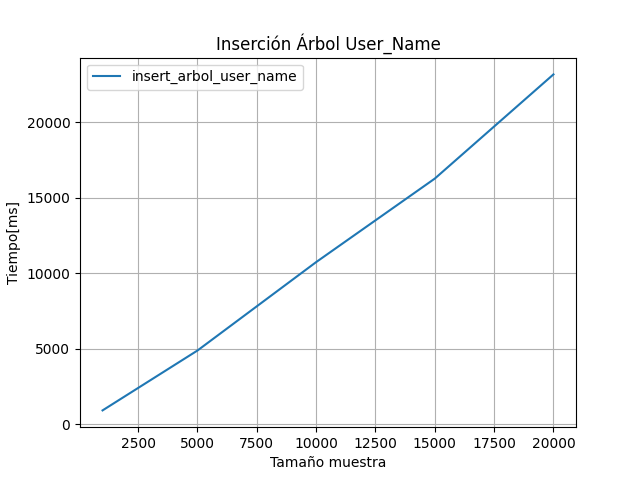 Inserción Árbol User_Name
insert_arbol_user_name
Tiempo[ms]
20000
15000
10000
5000
0
2500 5000 7500 10000 12500 15000 17500 20000
Tamaño muestra